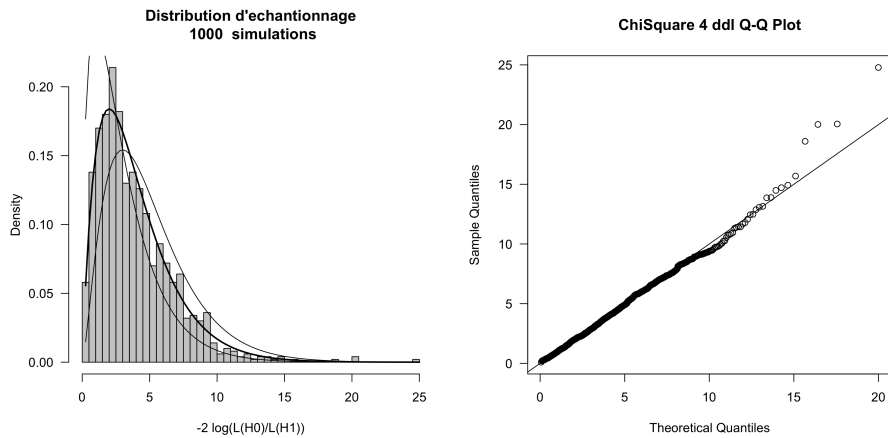 Distribution d'echantionnage
1000 simulations
Density
0.20
0.15
0.10
0.05
0.00
0 5 10 15 20 25
-2 log(L(H0)/L(H1))
ChiSquare 4 ddl Q-Q Plot
Sample Quantiles
25
20
15
10
5
0
0 5 10 15 20
Theoretical Quantiles